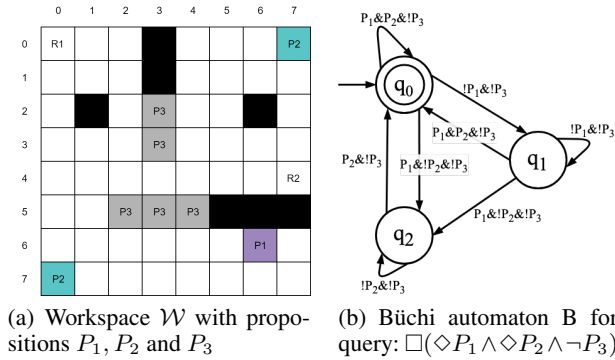 0 1 2 3 4 5 6 7
0 R1 P2
1
2 P3
3 P3
4 R2
5 P3 P3 P3
6 P1
7 P2
P₁&P₂&!P₃
q₀
!P₁&!P₃
P₁&P₂&!P₃
!P₁&!P₃
P₂&!P₃
P₁&!P₂&!P₃
q₁
P₁&!P₂&!P₃
q₂
!P₂&!P₃
(a) Workspace 𝒲 with propo-
sitions P₁, P₂ and P₃
(b) Büchi automaton B for
query: □(◇P₁ ∧ ◇P₂ ∧ ¬P₃)